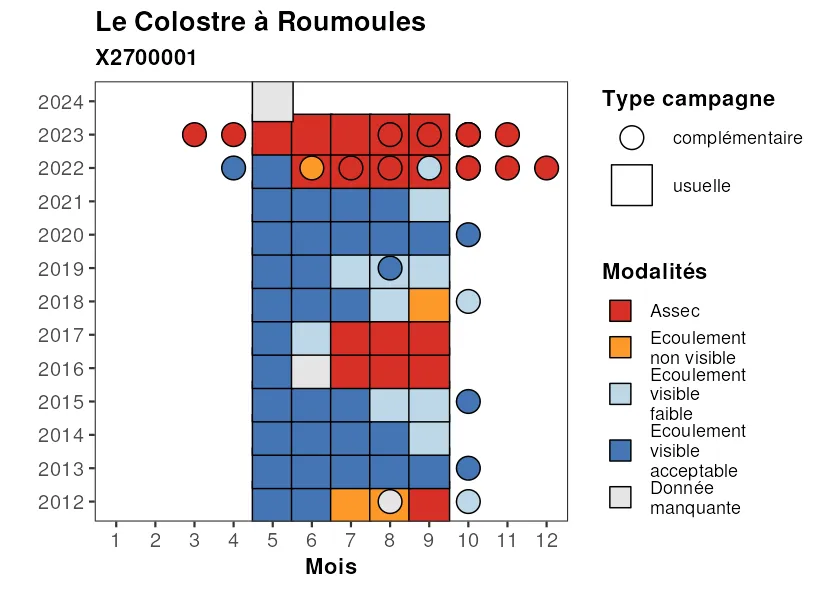 Le Colostre à Roumoules
X2700001
2024
2023
2022
2021
2020
2019
2018
2017
2016
2015
2014
2013
2012
1 2 3 4 5 6 7 8 9 10 11 12
Mois
Type campagne
complémentaire
usuelle
Modalités
Assec
Ecoulement
non visible
Ecoulement
visible
faible
Ecoulement
visible
acceptable
Donnée
manquante